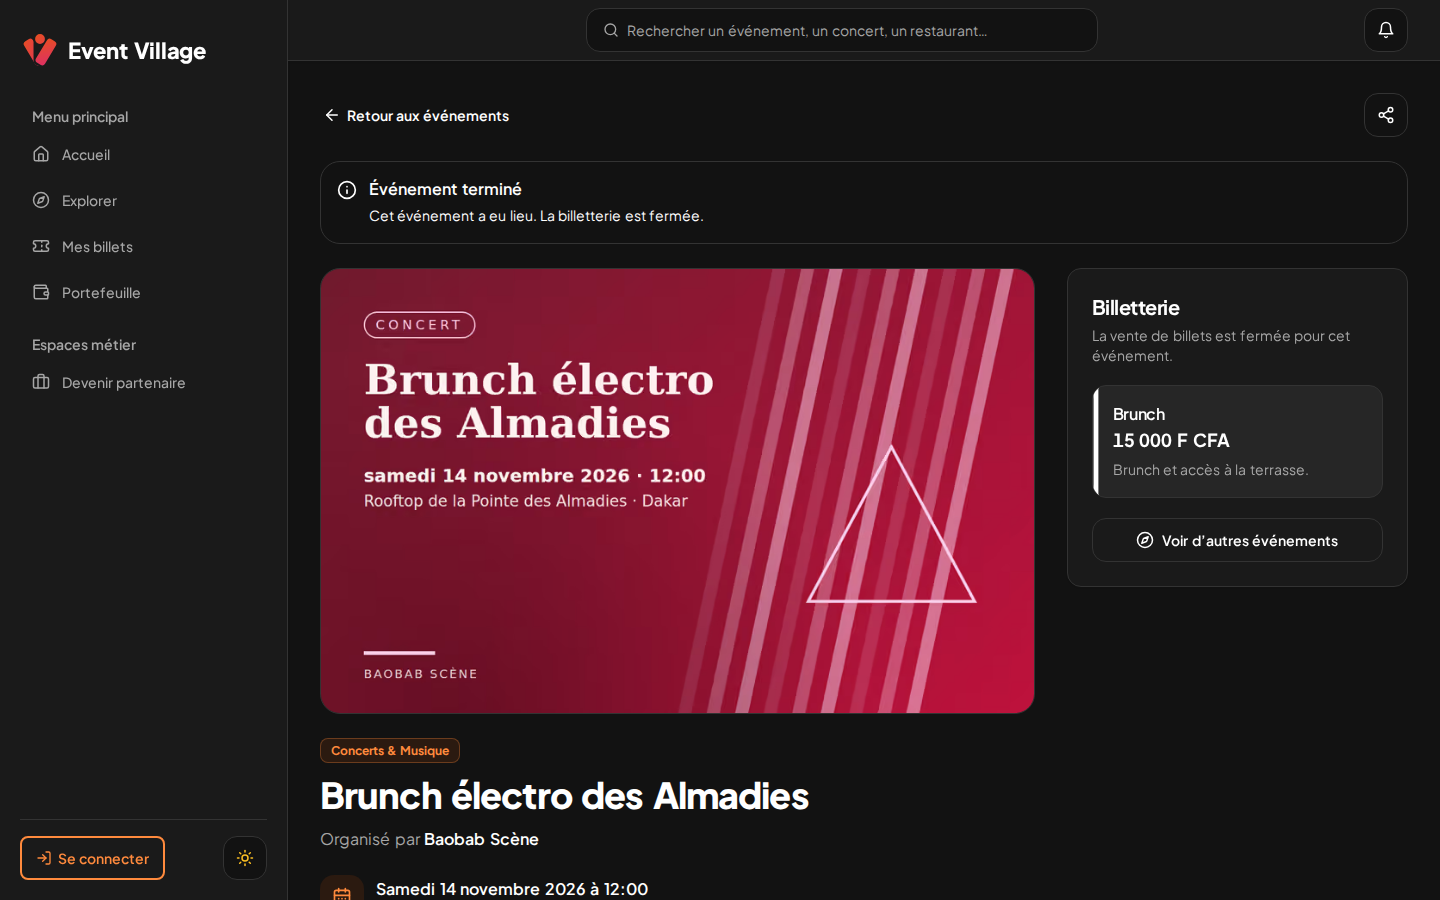 Event Village
Rechercher un événement, un concert, un restaurant...
Menu principal
Accueil
Explorer
Mes billets
Portefeuille
Espaces métier
Devenir partenaire
Se connecter
Retour aux événements
Événement terminé
Cet événement a eu lieu. La billetterie est fermée.
CONCERT
Brunch électro
des Almadies
samedi 14 novembre 2026 · 12:00
Rooftop de la Pointe des Almadies · Dakar
BAOBAB SCÈNE
Billetterie
La vente de billets est fermée pour cet
événement.
Brunch
15 000 F CFA
Brunch et accès à la terrasse.
Voir d’autres événements
Concerts & Musique
Brunch électro des Almadies
Organisé par Baobab Scène
Samedi 14 novembre 2026 à 12:00